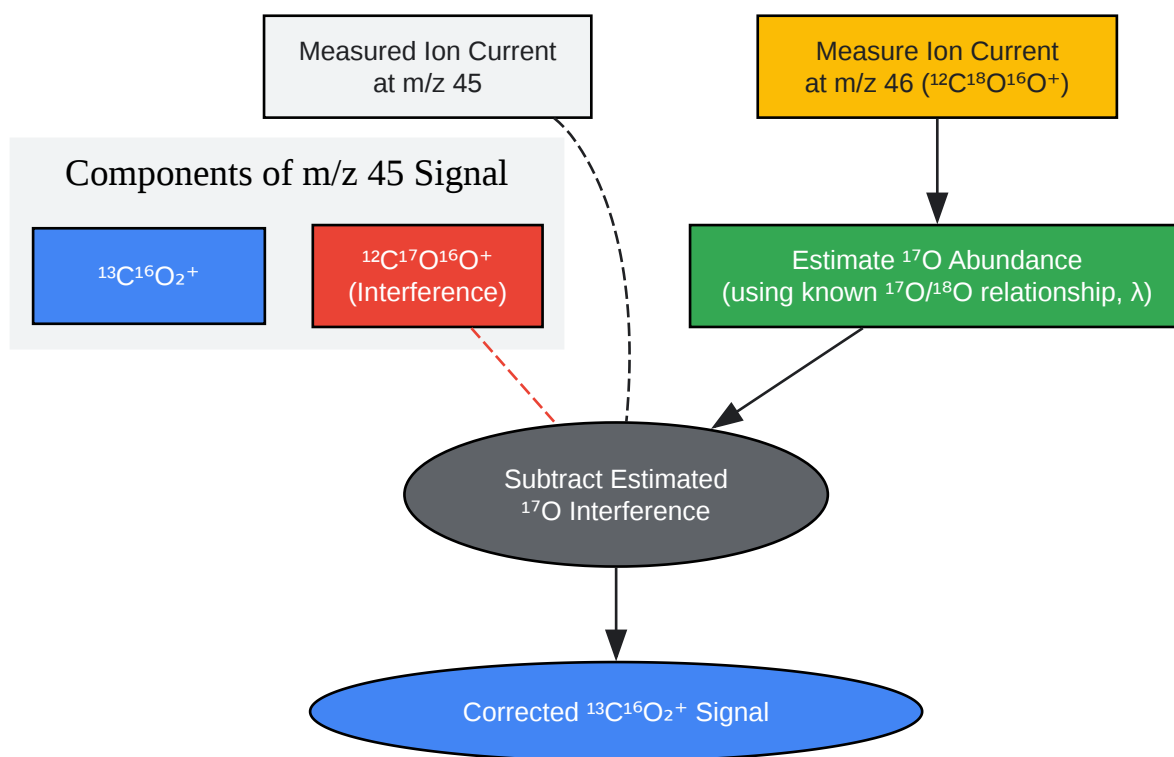 Measured Ion Current
at m/z 45
Measure Ion Current
at m/z 46 (¹²C¹⁸O¹⁶O⁺)
Components of m/z 45 Signal
¹³C¹⁶O₂⁺
¹²C¹⁷O¹⁶O⁺
(Interference)
Estimate ¹⁷O Abundance
(using known ¹⁷O/¹⁸O relationship, λ)
Subtract Estimated
¹⁷O Interference
Corrected ¹³C¹⁶O₂⁺ Signal